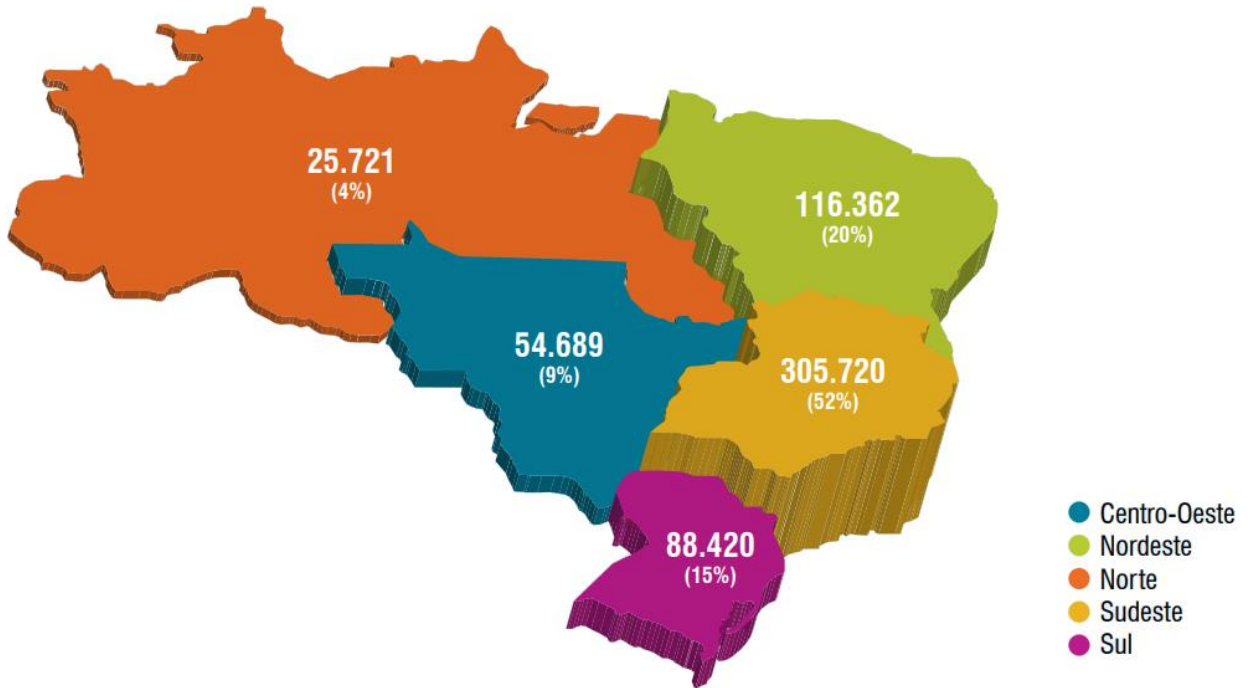 25.721
(4%)
116.362
(20%)
54.689
(9%)
305.720
(52%)
88.420
(15%)
Centro-Oeste
Nordeste
Norte
Sudeste
Sul